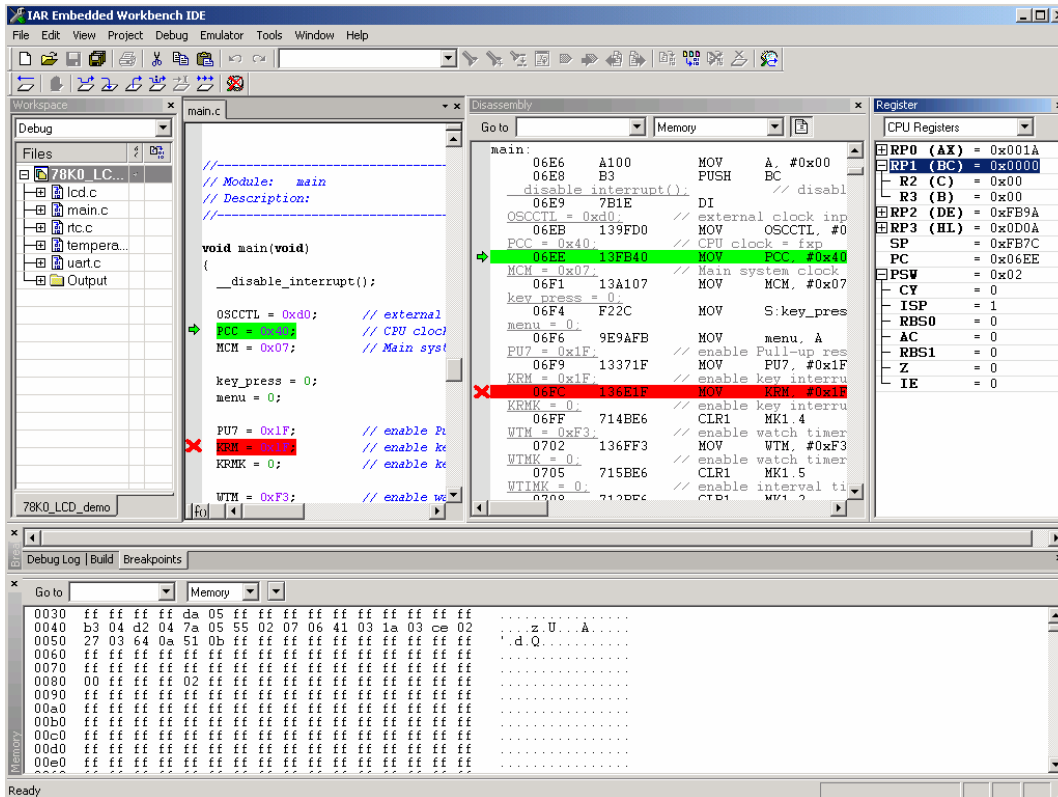 IAR Embedded Workbench IDE
File Edit View Project Debug Emulator Tools Window Help
Workspace
Debug
Files
78K0_LC...
lcd.c
main.c
rtc.c
tempera...
uart.c
Output
78K0_LCD_demo
main.c
//
// Module: main
// Description:
//
void main(void)
{
__disable_interrupt();
OSCCTL = 0xd0; // external
PCC = 0x40; // CPU clock
MCM = 0x07; // Main syst
key_press = 0;
menu = 0;
PU7 = 0x1F; // enable Pu
KRM = 0x1F; // enable ke
KRMK = 0; // enable ke
WTM = 0xF3; // enable wa
f()
Disassembly
Go to Memory
main:
06E6 A100 MOV A, #0x00
06E8 B3 PUSH BC
__disable_interrupt(); // disabl
06E9 7B1E DI
OSCCTL = 0xd0; // external clock inp
06EB 139FD0 MOV OSCCTL, #0
PCC = 0x40; // CPU clock = fxp
06EE 13FB40 MOV PCC, #0x40
MCM = 0x07; // Main system clock
06F1 13A107 MOV MCM, #0x07
key_press = 0;
06F4 F22C MOV S:key_pres
menu = 0;
06F6 9E9AFB MOV menu, A
PU7 = 0x1F; // enable Pull-up res
06F9 13371F MOV PU7, #0x1F
KRM = 0x1F; // enable key interru
06FC 136E1F MOV KRM, #0x1F
KRMK = 0; // enable key interru
06FF 714BE6 CLR1 MK1.4
WTM = 0xF3; // enable watch timer
0702 136FF3 MOV WTM, #0xF3
WTMK = 0; // enable watch timer
0705 715BE6 CLR1 MK1.5
WTIMK = 0; // enable interval ti
0708 712BE6 CLR1 MK1.2
Register
CPU Registers
RP0 (AX) = 0x001A
RP1 (BC) = 0x0000
R2 (C) = 0x00
R3 (B) = 0x00
RP2 (DE) = 0xFB9A
RP3 (HL) = 0x0D0A
SP = 0xFB7C
PC = 0x06EE
PSW = 0x02
CY = 0
ISP = 1
RBS0 = 0
AC = 0
RBS1 = 0
Z = 0
IE = 0
Bre
Debug Log | Build Breakpoints
Go to Memory
0030 ff ff ff ff da 05 ff ff ff ff ff ff ff ff ff ff ................
0040 b3 04 d2 04 7a 05 55 02 07 06 41 03 1a 03 ce 02 ....z.U...A.....
0050 27 03 64 0a 51 0b ff ff ff ff ff ff ff ff ff ff '.d.Q...........
0060 ff ff ff ff ff ff ff ff ff ff ff ff ff ff ff ff ................
0070 ff ff ff ff ff ff ff ff ff ff ff ff ff ff ff ff ................
0080 00 ff ff ff 02 ff ff ff ff ff ff ff ff ff ff ff ................
0090 ff ff ff ff ff ff ff ff ff ff ff ff ff ff ff ff ................
00a0 ff ff ff ff ff ff ff ff ff ff ff ff ff ff ff ff ................
00b0 ff ff ff ff ff ff ff ff ff ff ff ff ff ff ff ff ................
00c0 ff ff ff ff ff ff ff ff ff ff ff ff ff ff ff ff ................
00d0 ff ff ff ff ff ff ff ff ff ff ff ff ff ff ff ff ................
00e0 ff ff ff ff ff ff ff ff ff ff ff ff ff ff ff ff ................
Memory
Ready